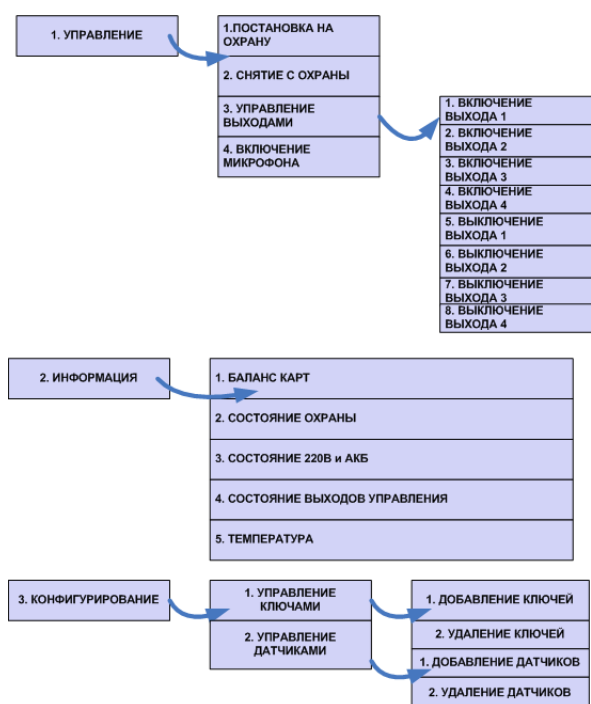 1. УПРАВЛЕНИЕ
1.ПОСТАНОВКА НА
ОХРАНУ
2. СНЯТИЕ С ОХРАНЫ
3. УПРАВЛЕНИЕ
ВЫХОДАМИ
4. ВКЛЮЧЕНИЕ
МИКРОФОНА
1. ВКЛЮЧЕНИЕ
ВЫХОДА 1
2. ВКЛЮЧЕНИЕ
ВЫХОДА 2
3. ВКЛЮЧЕНИЕ
ВЫХОДА 3
4. ВКЛЮЧЕНИЕ
ВЫХОДА 4
5. ВЫКЛЮЧЕНИЕ
ВЫХОДА 1
6. ВЫКЛЮЧЕНИЕ
ВЫХОДА 2
7. ВЫКЛЮЧЕНИЕ
ВЫХОДА 3
8. ВЫКЛЮЧЕНИЕ
ВЫХОДА 4
2. ИНФОРМАЦИЯ
1. БАЛАНС КАРТ
2. СОСТОЯНИЕ ОХРАНЫ
3. СОСТОЯНИЕ 220В и АКБ
4. СОСТОЯНИЕ ВЫХОДОВ УПРАВЛЕНИЯ
5. ТЕМПЕРАТУРА
3. КОНФИГУРИРОВАНИЕ
1. УПРАВЛЕНИЕ
КЛЮЧАМИ
2. УПРАВЛЕНИЕ
ДАТЧИКАМИ
1. ДОБАВЛЕНИЕ КЛЮЧЕЙ
2. УДАЛЕНИЕ КЛЮЧЕЙ
1. ДОБАВЛЕНИЕ ДАТЧИКОВ
2. УДАЛЕНИЕ ДАТЧИКОВ